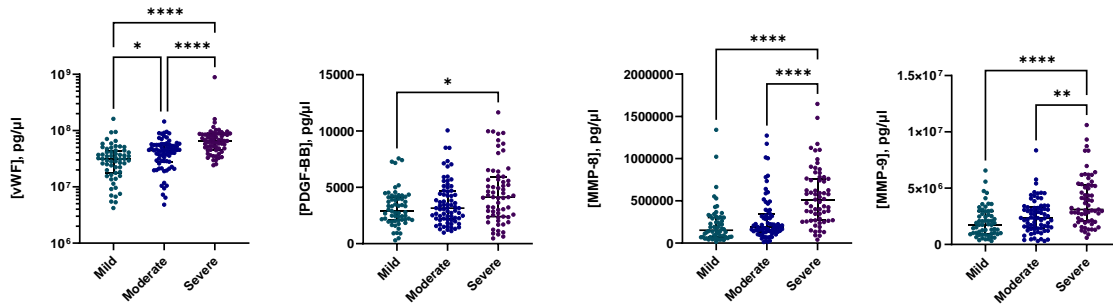 ****
* ****
10⁹
10⁸
10⁷
10⁶
[vWF], pg/µl
Mild
Moderate
Severe
*
15000
10000
5000
0
[PDGF-BB], pg/µl
Mild
Moderate
Severe
****
****
2000000
1500000
1000000
500000
0
[MMP-8], pg/µl
Mild
Moderate
Severe
****
**
1.5×10⁷
1.0×10⁷
5.0×10⁶
0
[MMP-9], pg/µl
Mild
Moderate
Severe